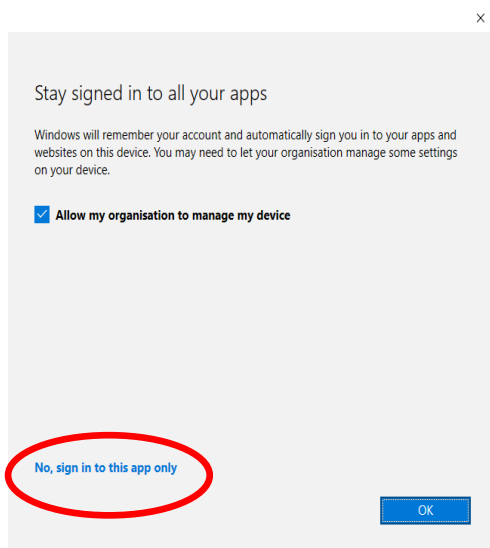 Stay signed in to all your apps
Windows will remember your account and automatically sign you in to your apps and
websites on this device. You may need to let your organisation manage some settings
on your device.
Allow my organisation to manage my device
No, sign in to this app only
OK